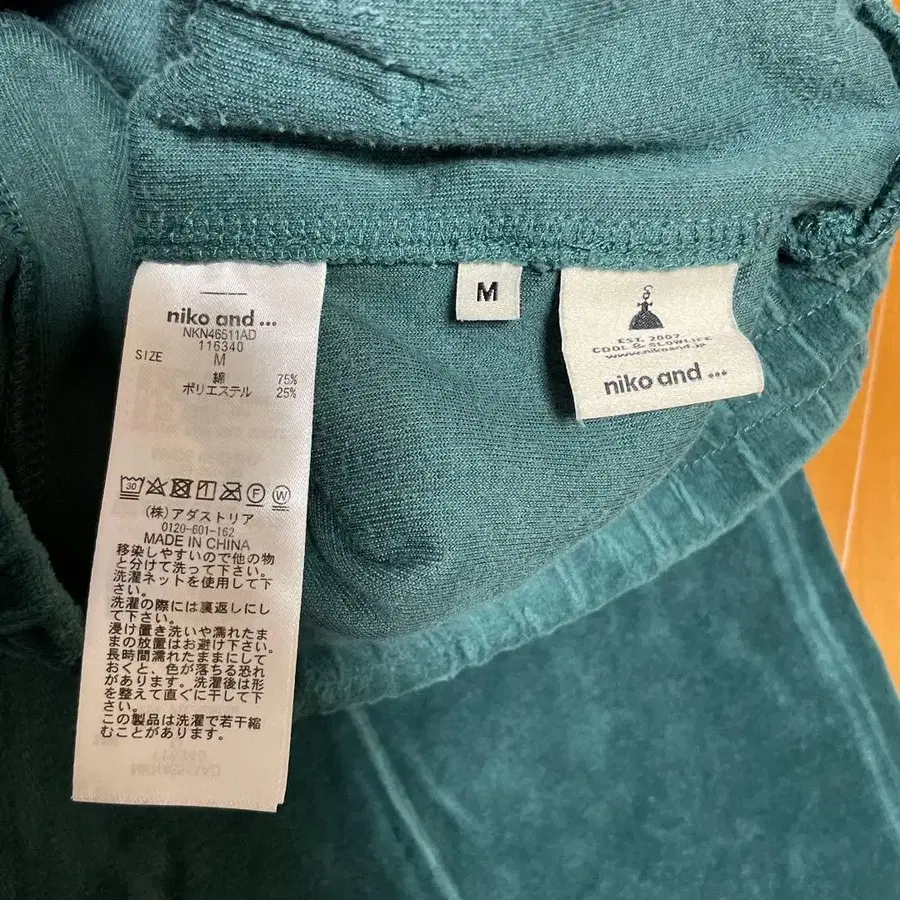 niko and ...
NKN46511AD
116340
SIZE M
綿 75%
ポリエステル 25%
30
F
W
(株)アダストリア
0120-601-162
MADE IN CHINA
移染しやすいので他の物
と分けて洗って下さい。
洗濯ネットを使用して下
さい。
洗濯の際には裏返しにし
て下さい。
浸け置き洗いや濡れたま
まの放置はお避け下さい。
長時間濡れたままにして
おくと、色が落ちる恐れ
があります。洗濯後は形
を整えて直ぐに干して下
さい。
この製品は洗濯で若干縮
むことがあります。
M
EST. 2007
COOL & SLOWLIFE
www.nikoand.jp
niko and ...